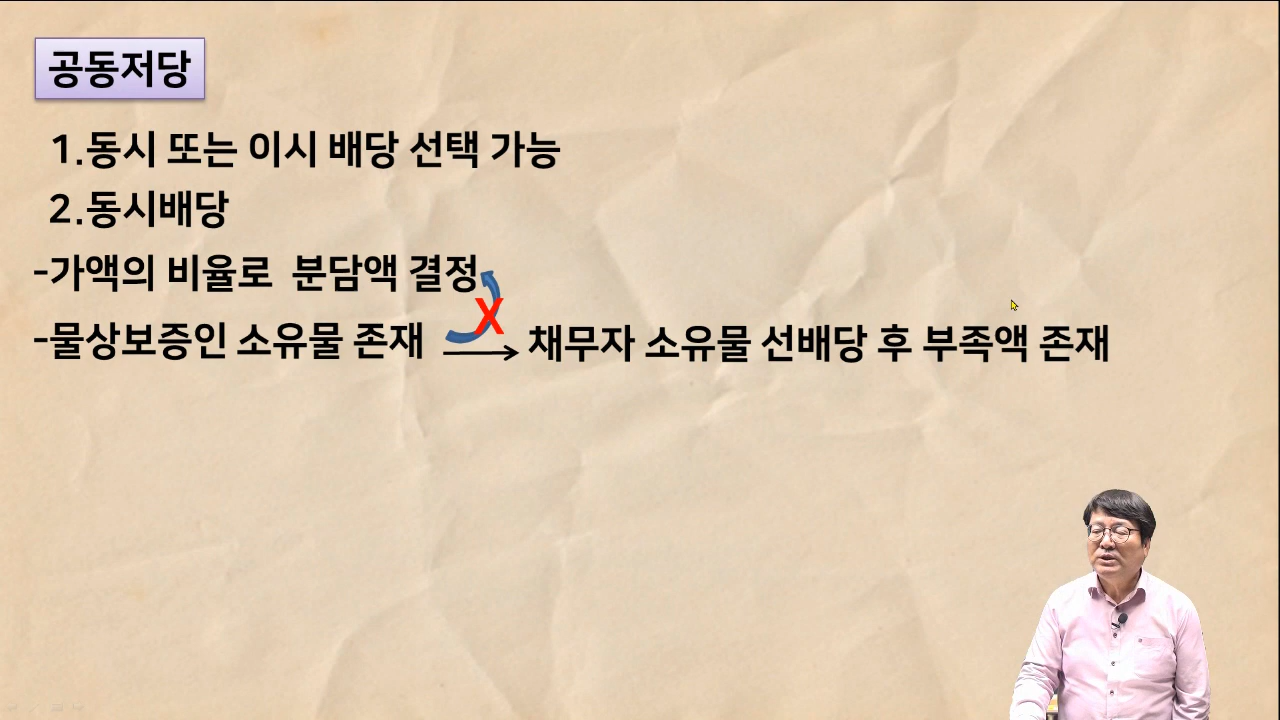 공동저당
1.동시 또는 이시 배당 선택 가능
2.동시배당
-가액의 비율로 분담액 결정
X
-물상보증인 소유물 존재 → 채무자 소유물 선배당 후 부족액 존재